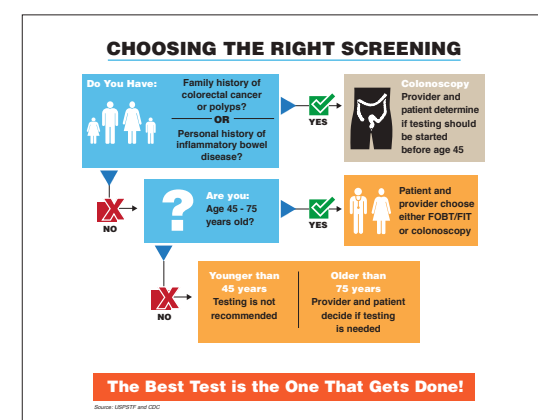 CHOOSING THE RIGHT SCREENING
Do You Have:
Family history of
colorectal cancer
or polyps?
OR
Personal history of
inflammatory bowel
disease?
YES
Colonoscopy
Provider and
patient determine
if testing should
be started
before age 45
NO
?
Are you:
Age 45 - 75
years old?
YES
Patient and
provider choose
either FOBT/FIT
or colonoscopy
NO
Younger than
45 years
Testing is not
recommended
Older than
75 years
Provider and patient
decide if testing
is needed
The Best Test is the One That Gets Done!
Source: USPSTF and CDC